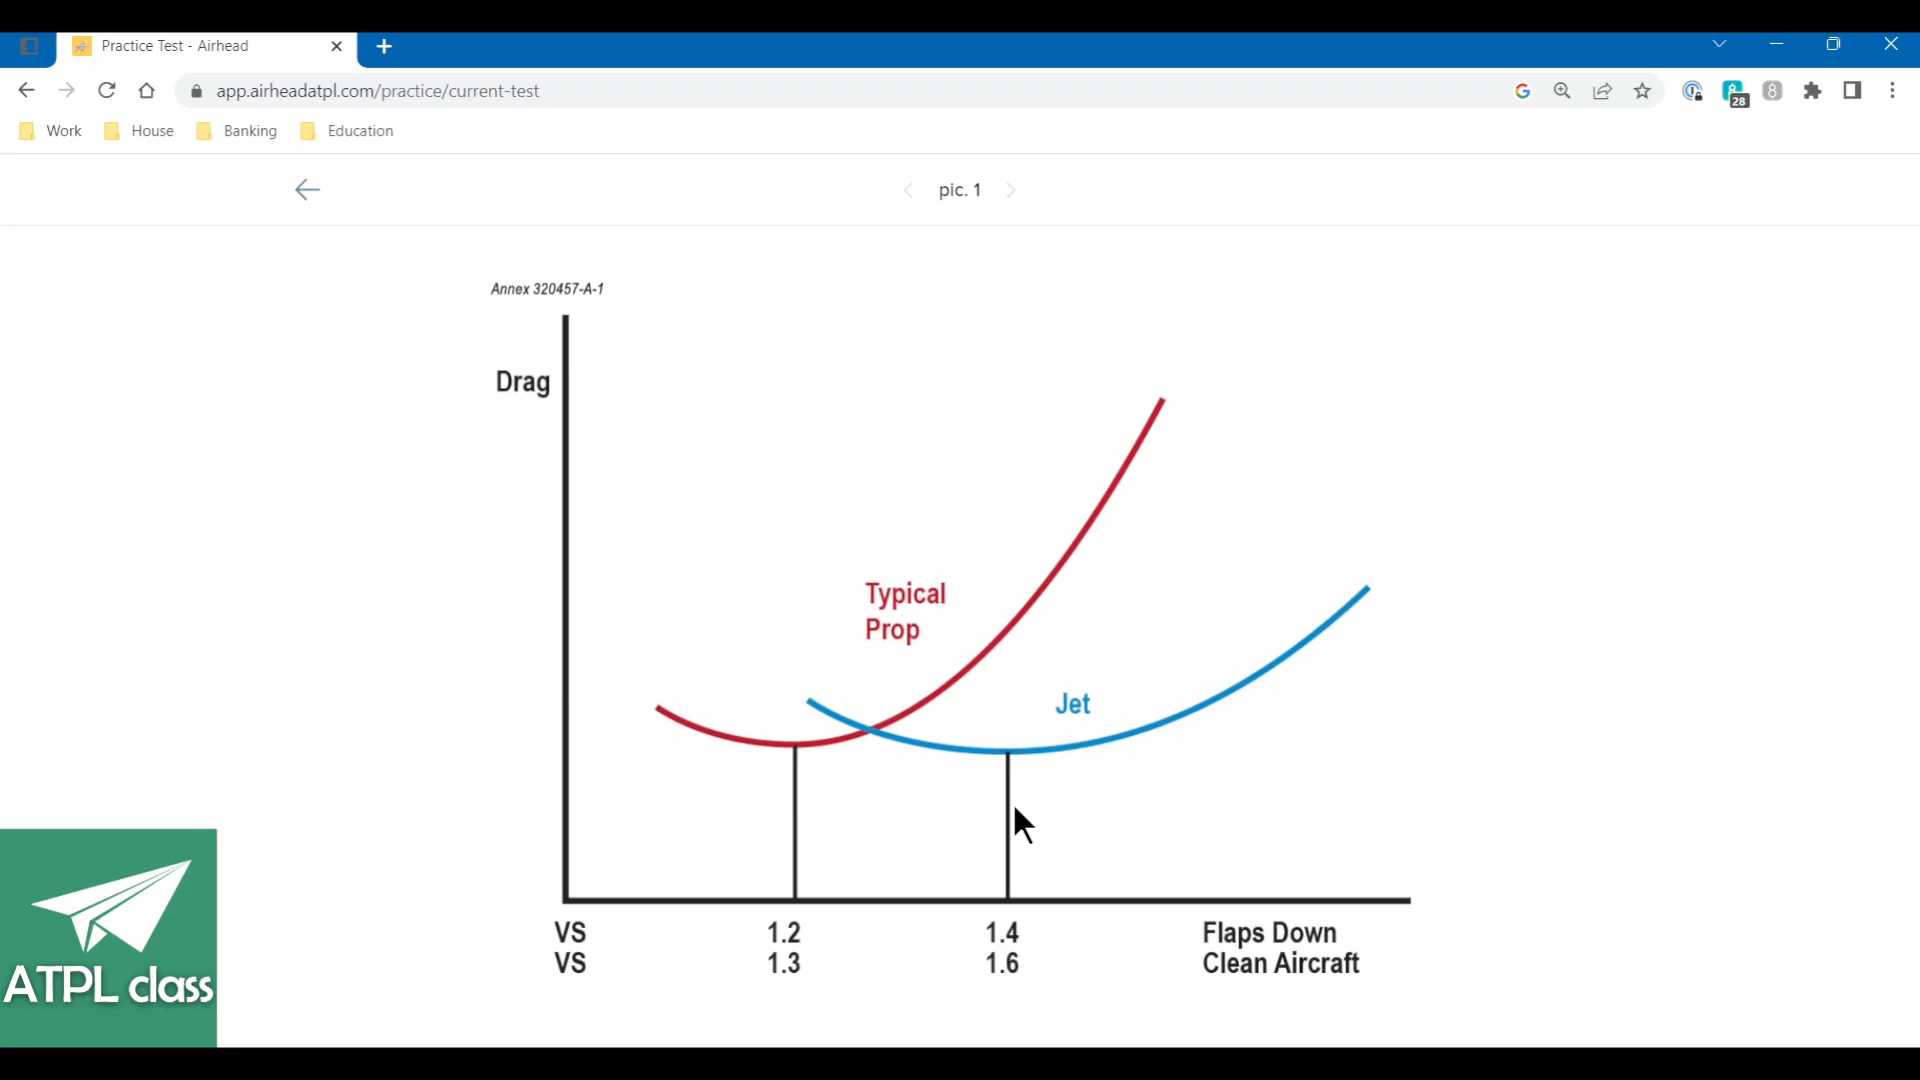 Practice Test - Airhead
app.airheadatpl.com/practice/current-test
28
8
Work House Banking Education
pic. 1
Annex 320457-A-1
Drag
Typical
Prop
Jet
VS 1.2 1.4 Flaps Down
VS 1.3 1.6 Clean Aircraft
ATPL class